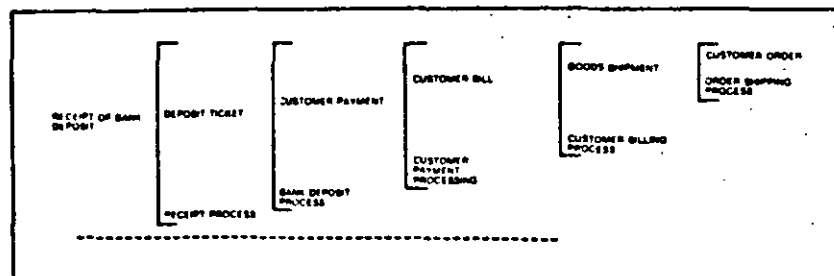 RECEIPT OF BANK
DEPOSIT
DEPOSIT TICKET
RECEIPT PROCESS
CUSTOMER PAYMENT
BANK DEPOSIT
PROCESS
CUSTOMER BILL
CUSTOMER
PAYMENT
PROCESSING
GOODS SHIPMENT
CUSTOMER BILLING
PROCESS
CUSTOMER ORDER
ORDER SHIPPING
PROCESS